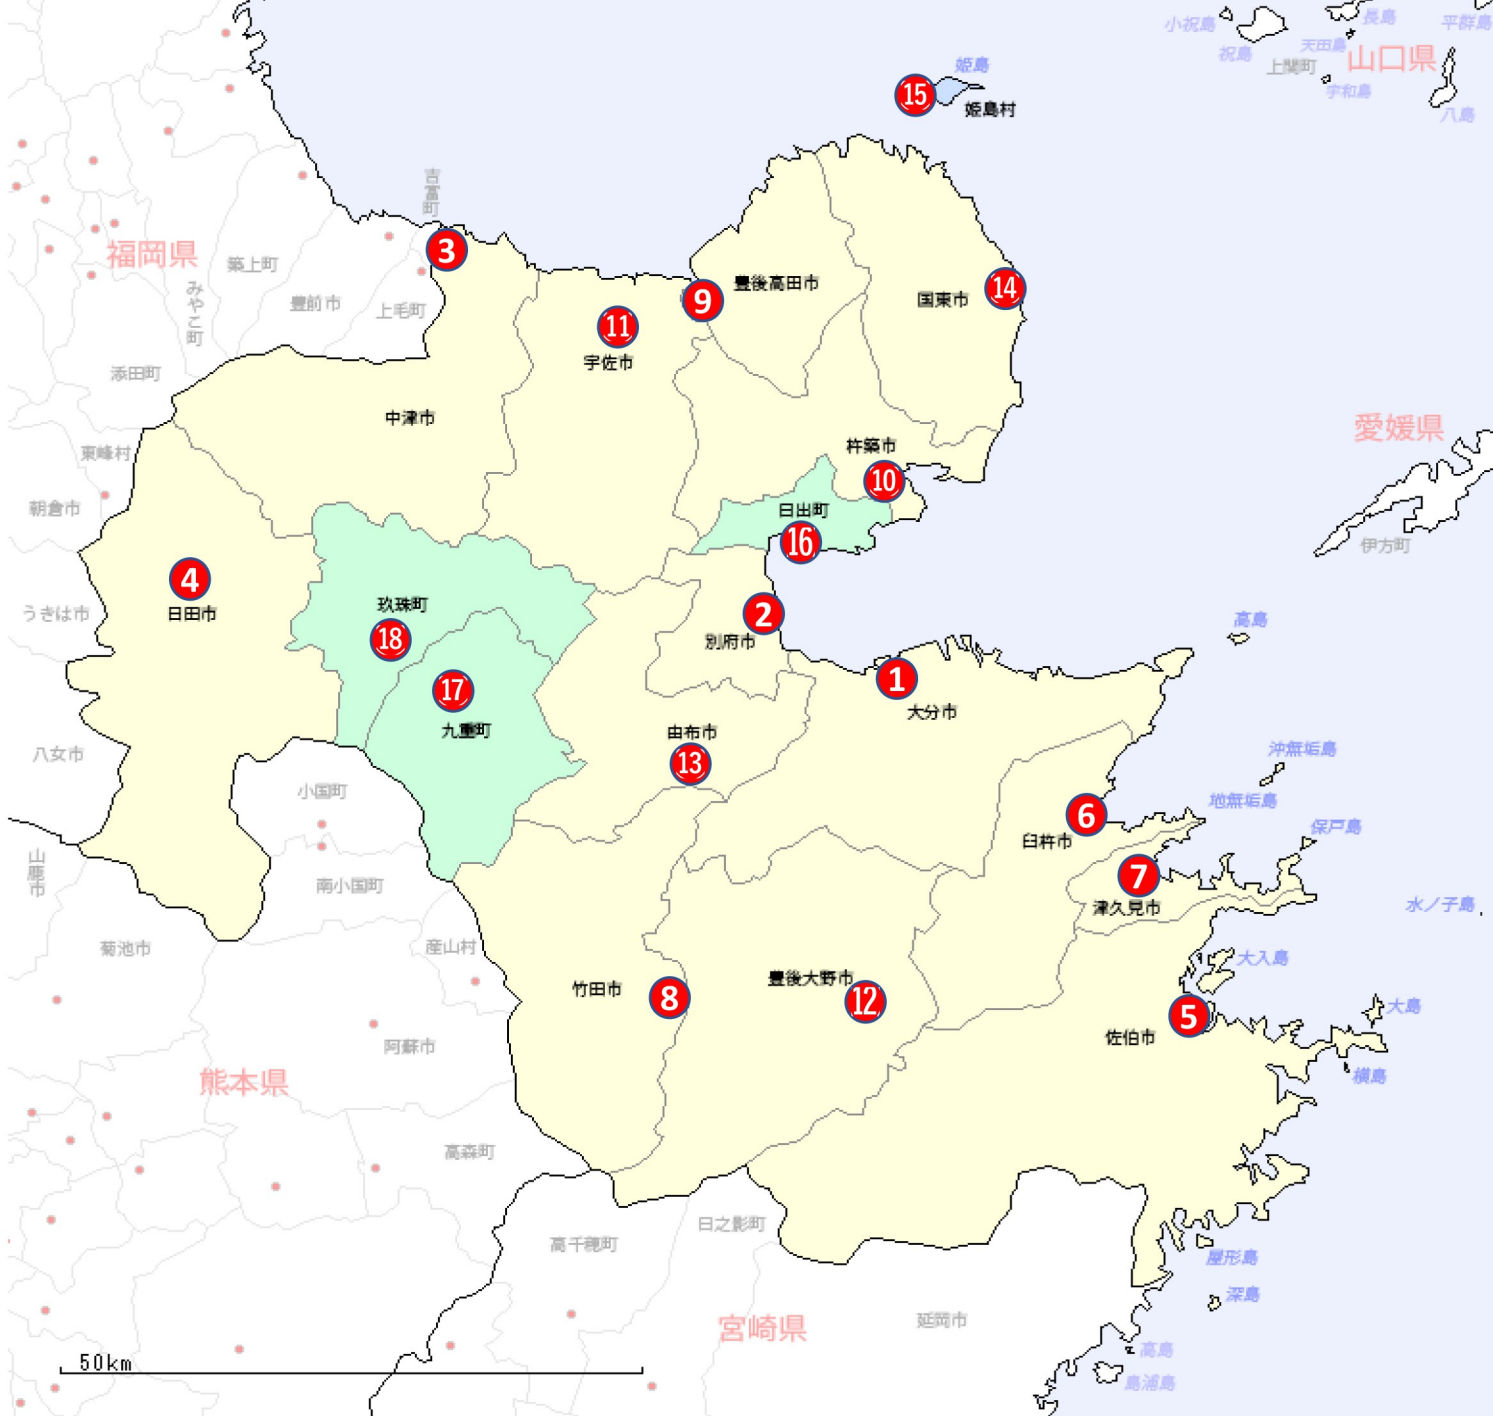 小祝島
祝島
長島
天田島
上関町
山口県
平群島
宇和島
八島
姫島
15
姫島村
吉富町
3
福岡県
築上町
みやこ町
豊前市
上毛町
添田町
9
豊後高田市
国東市
14
11
宇佐市
中津市
東峰村
朝倉市
杵築市
10
愛媛県
伊方町
日出町
16
4
日田市
うきは市
玖珠町
18
2
別府市
高島
17
九重町
1
大分市
由布市
13
八女市
小国町
沖無垢島
地無垢島
保戸島
6
臼杵市
7
津久見市
山鹿市
南小国町
水ノ子島
菊池市
産山村
竹田市
8
豊後大野市
12
大入島
5
佐伯市
大島
横島
阿蘇市
熊本県
高森町
高千穂町
日之影町
屋形島
深島
宮崎県
延岡市
高島
島浦島
50km